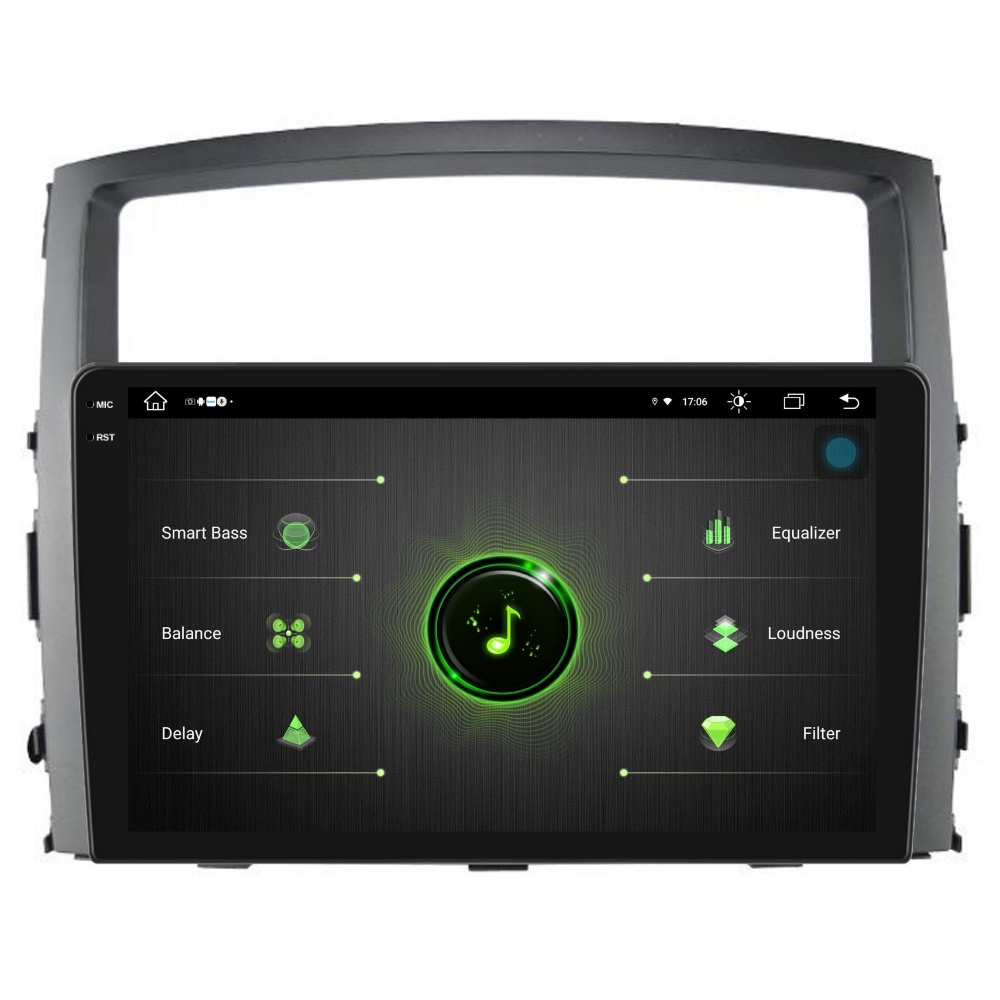 MIC
17:06
RST
Smart Bass
Equalizer
Balance
Loudness
Delay
Filter